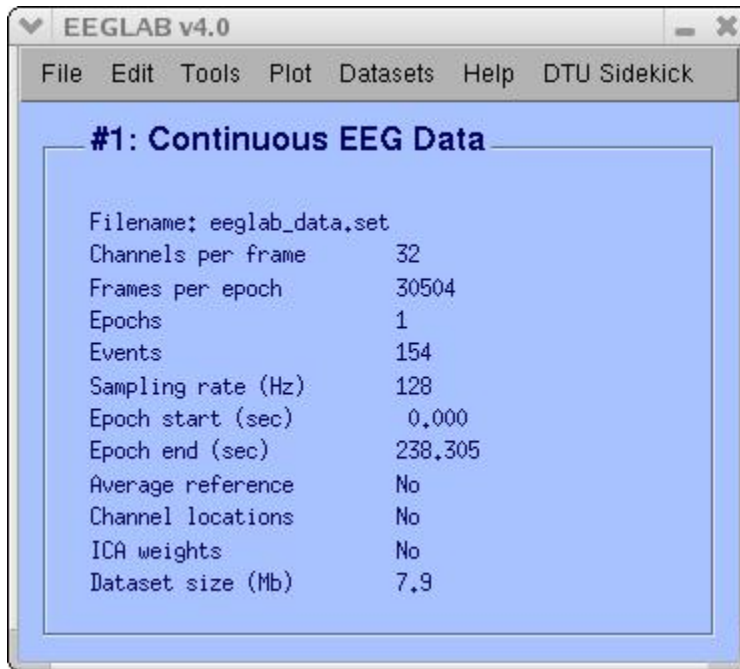 EEGLAB v4.0
File Edit Tools Plot Datasets Help DTU Sidekick
#1: Continuous EEG Data
Filename: eeglab_data.set
Channels per frame 32
Frames per epoch 30504
Epochs 1
Events 154
Sampling rate (Hz) 128
Epoch start (sec) 0.000
Epoch end (sec) 238.305
Average reference No
Channel locations No
ICA weights No
Dataset size (Mb) 7.9